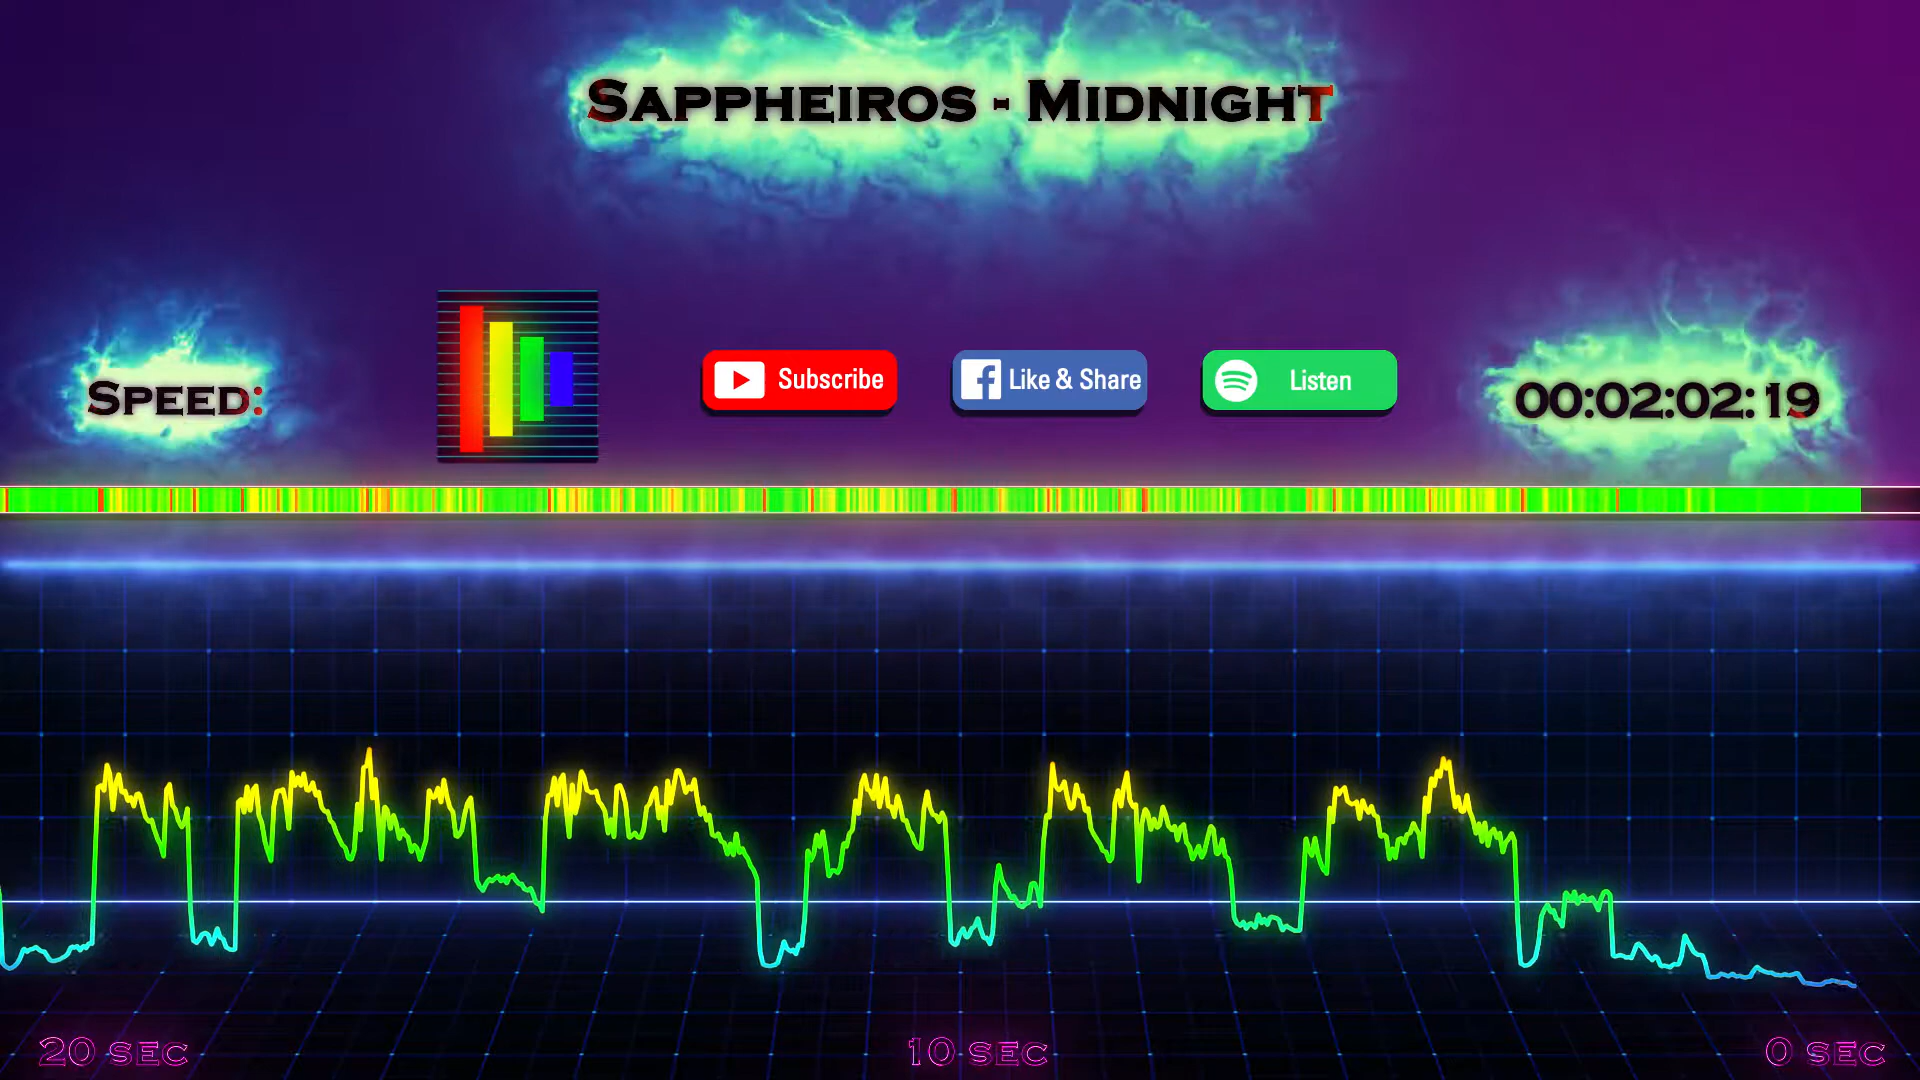 Sappheiros - Midnight
Speed:
Subscribe
Like & Share
Listen
00:02:02:19
20 sec
10 sec
0 sec